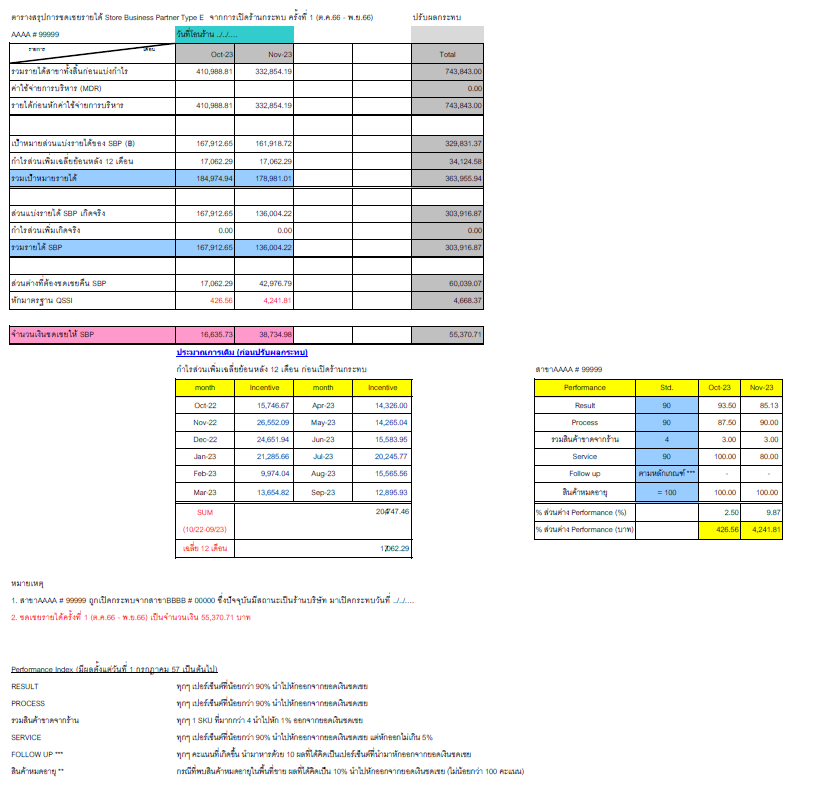 ตารางสรุปการชดเชยรายได้ Store Business Partner Type E จากการเปิดร้านกระทบ ครั้งที่ 1 (ต.ค.66 - พ.ย.66) ปรับผลกระทบ
AAAA # 99999 วันที่โอนร้าน ../../....
รายการ เดือน Oct-23 Nov-23 Total
รวมรายได้สาขาทั้งสิ้นก่อนแบ่งกำไร 410,988.81 332,854.19 743,843.00
ค่าใช้จ่ายการบริหาร (MDR) 0.00
รายได้ก่อนหักค่าใช้จ่ายการบริหาร 410,988.81 332,854.19 743,843.00
เป้าหมายส่วนแบ่งรายได้ของ SBP (฿) 167,912.65 161,918.72 329,831.37
กำไรส่วนเพิ่มเฉลี่ยย้อนหลัง 12 เดือน 17,062.29 17,062.29 34,124.58
รวมเป้าหมายรายได้ 184,974.94 178,981.01 363,955.94
ส่วนแบ่งรายได้ SBP เกิดจริง 167,912.65 136,004.22 303,916.87
กำไรส่วนเพิ่มเกิดจริง 0.00 0.00 0.00
รวมรายได้ SBP 167,912.65 136,004.22 303,916.87
ส่วนต่างที่ต้องชดเชยคืน SBP 17,062.29 42,976.79 60,039.07
หักมาตรฐาน QSSI 426.56 4,241.81 4,668.37
จำนวนเงินชดเชยให้ SBP 16,635.73 38,734.98 55,370.71
ประมาณการเดิม (ก่อนปรับผลกระทบ)
กำไรส่วนเพิ่มเฉลี่ยย้อนหลัง 12 เดือน ก่อนเปิดร้านกระทบ
month Incentive month Incentive
Oct-22 15,746.67 Apr-23 14,326.00
Nov-22 26,552.09 May-23 14,265.04
Dec-22 24,651.94 Jun-23 15,583.95
Jan-23 21,285.66 Jul-23 20,245.77
Feb-23 9,974.04 Aug-23 15,565.56
Mar-23 13,654.82 Sep-23 12,895.93
SUM 204,747.46
(10/22-09/23)
เฉลี่ย 12 เดือน 17,062.29
สาขาAAAA # 99999
Performance Std. Oct-23 Nov-23
Result 90 93.50 85.13
Process 90 87.50 90.00
รวมสินค้าขาดจากร้าน 4 3.00 3.00
Service 90 100.00 80.00
Follow up ตามหลักเกณฑ์ *** - -
สินค้าหมดอายุ = 100 100.00 100.00
% ส่วนต่าง Performance (%) 2.50 9.87
% ส่วนต่าง Performance (บาท) 426.56 4,241.81
หมายเหตุ
1. สาขาAAAA # 99999 ถูกเปิดกระทบจากสาขาBBBB # 00000 ซึ่งปัจจุบันมีสถานะเป็นร้านบริษัท มาเปิดกระทบวันที่ ../../....
2. ชดเชยรายได้ครั้งที่ 1 (ต.ค.66 - พ.ย.66) เป็นจำนวนเงิน 55,370.71 บาท
Performance Index (มีผลตั้งแต่วันที่ 1 กรกฎาคม 57 เป็นต้นไป)
RESULT ทุกๆ เปอร์เซ็นต์ที่น้อยกว่า 90% นำไปหักออกจากยอดเงินชดเชย
PROCESS ทุกๆ เปอร์เซ็นต์ที่น้อยกว่า 90% นำไปหักออกจากยอดเงินชดเชย
รวมสินค้าขาดจากร้าน ทุกๆ 1 SKU ที่มากกว่า 4 นำไปหัก 1% ออกจากยอดเงินชดเชย
SERVICE ทุกๆ เปอร์เซ็นต์ที่น้อยกว่า 90% นำไปหักออกจากยอดเงินชดเชย แต่หักออกไม่เกิน 5%
FOLLOW UP *** ทุกๆ คะแนนที่เกิดขึ้น นำมาหารด้วย 10 ผลที่ได้คิดเป็นเปอร์เซ็นต์ที่นำมาหักออกจากยอดเงินชดเชย
สินค้าหมดอายุ ** กรณีที่พบสินค้าหมดอายุในพื้นที่ขาย ผลที่ได้คิดเป็น 10% นำไปหักออกจากยอดเงินชดเชย (ไม่น้อยกว่า 100 คะแนน)